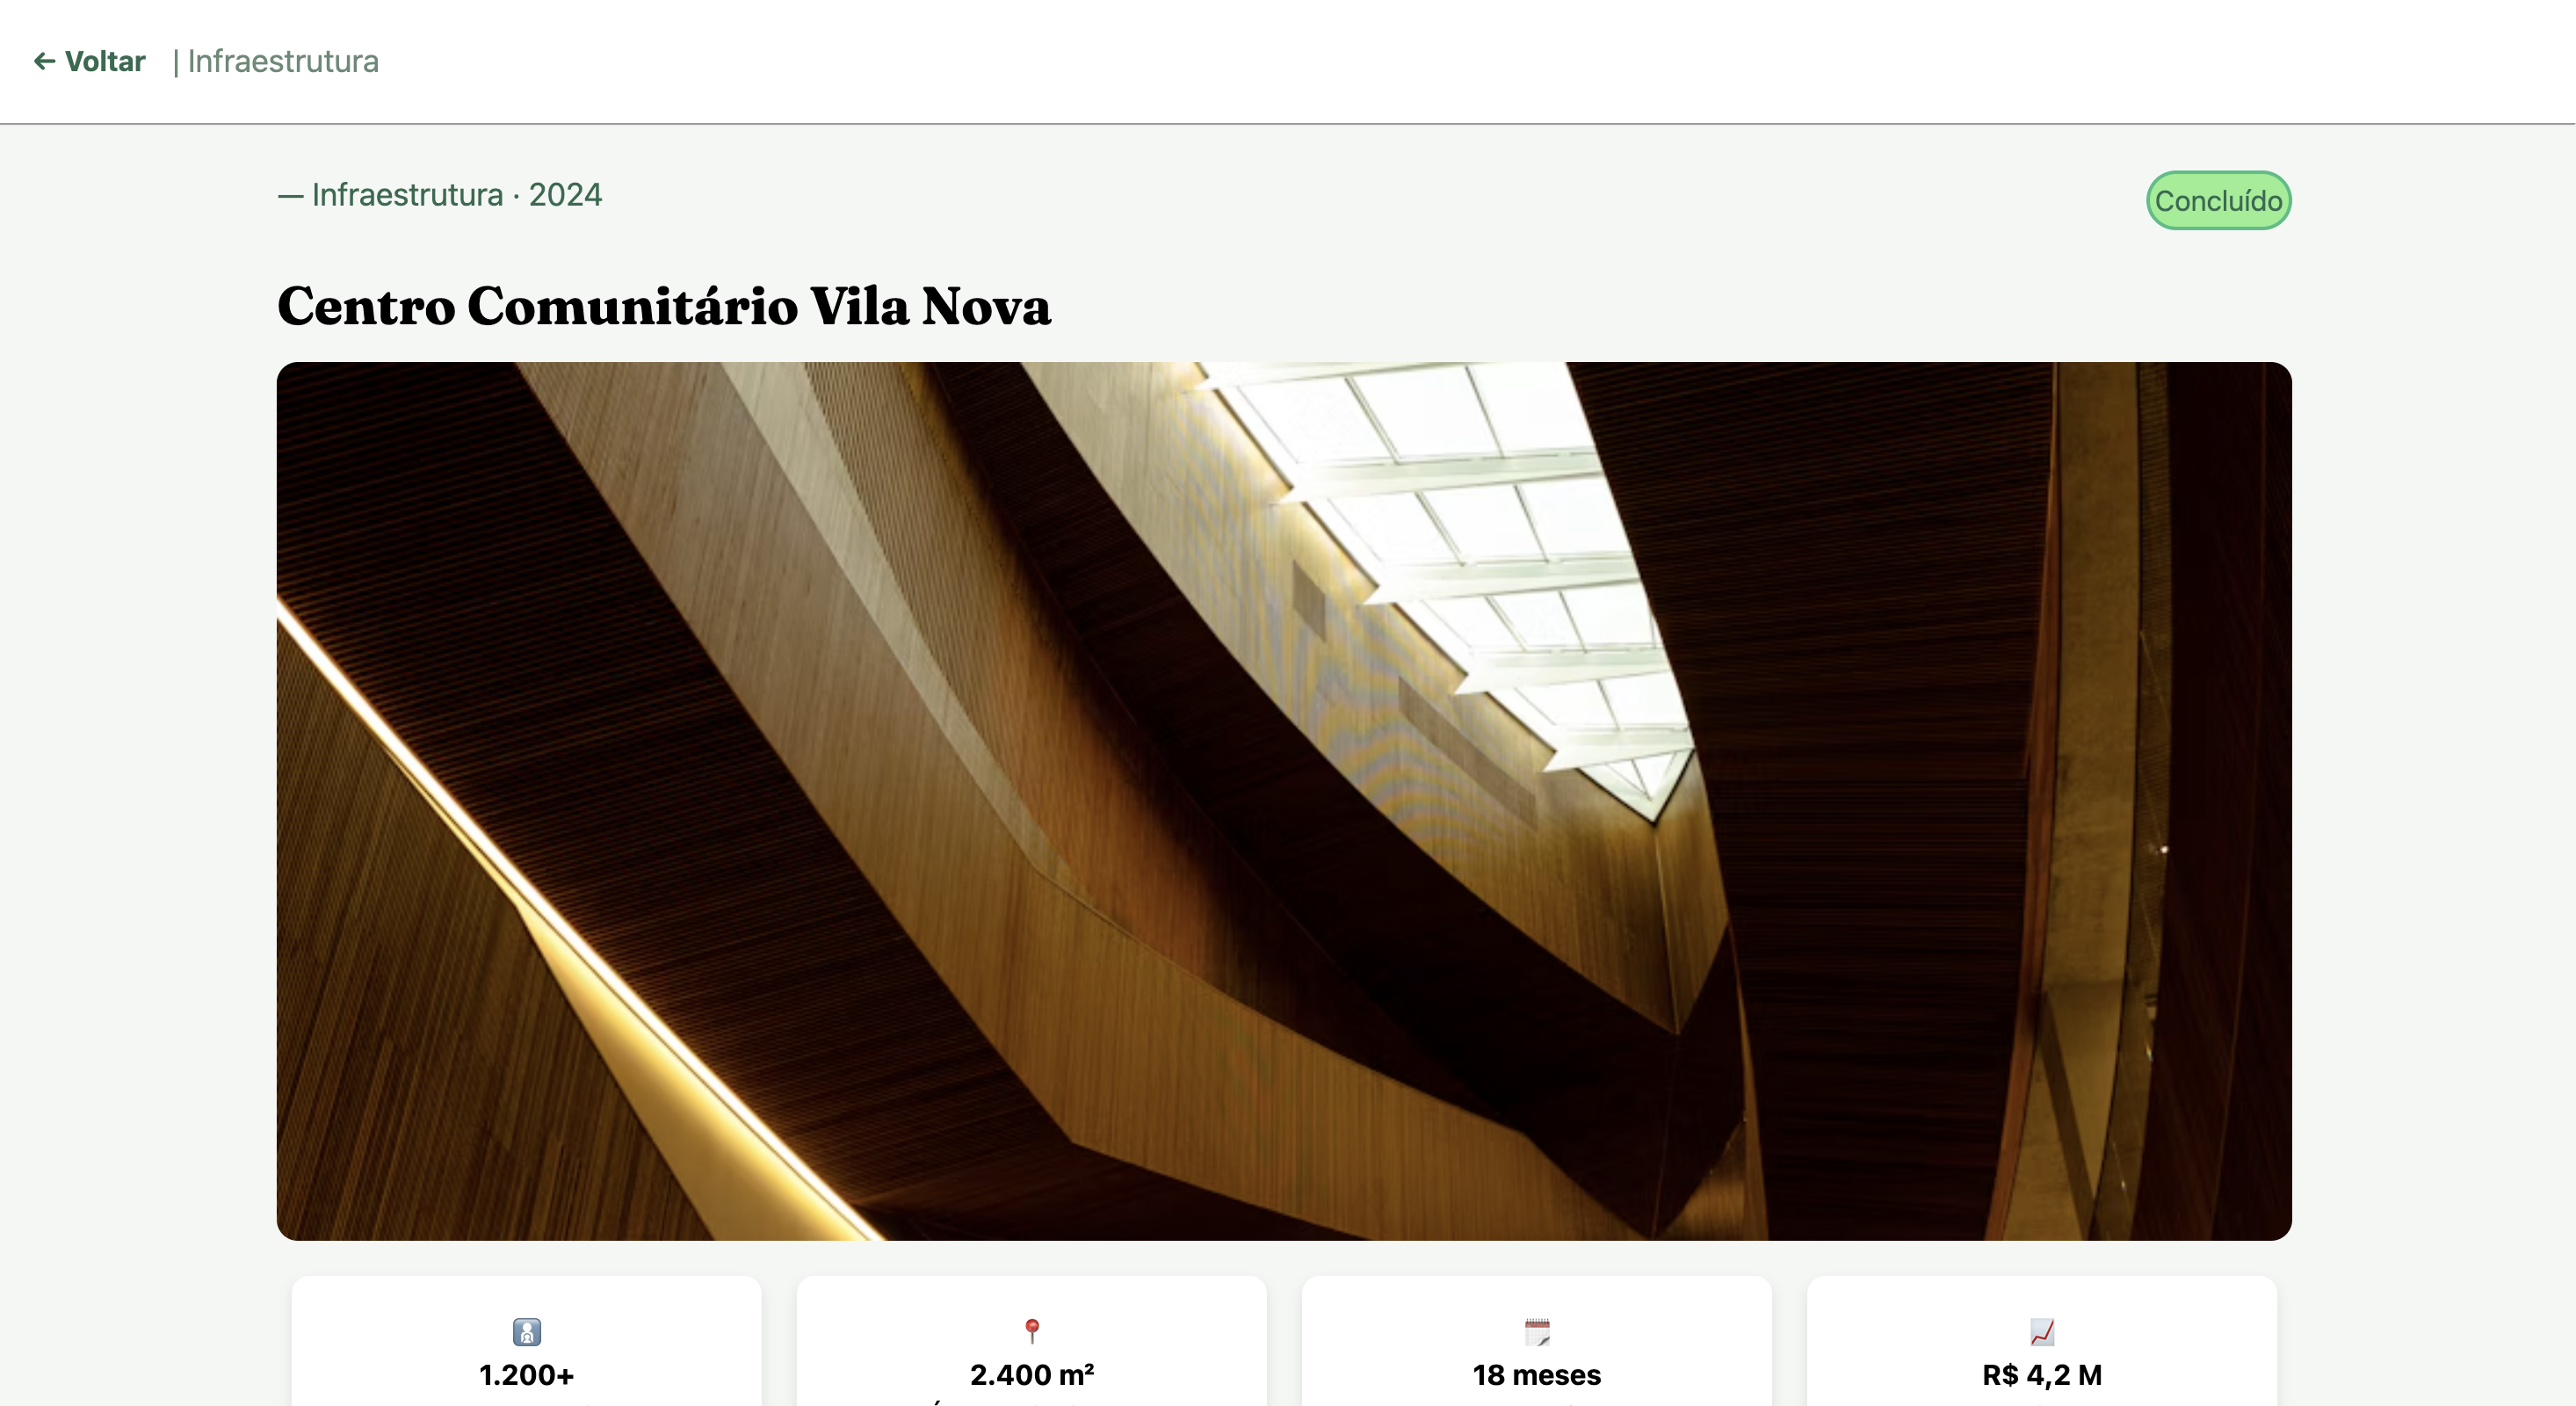 ← Voltar | Infraestrutura
— Infraestrutura · 2024
Concluído
Centro Comunitário Vila Nova
1.200+
2.400 m²
18 meses
R$ 4,2 M